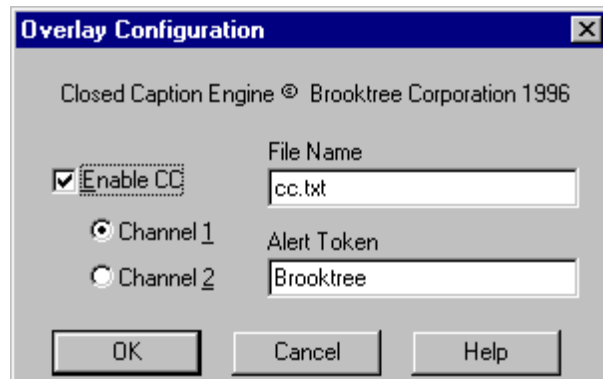 Overlay Configuration
Closed Caption Engine © Brooktree Corporation 1996
Enable CC
Channel 1
Channel 2
File Name
cc.txt
Alert Token
Brooktree
OK
Cancel
Help